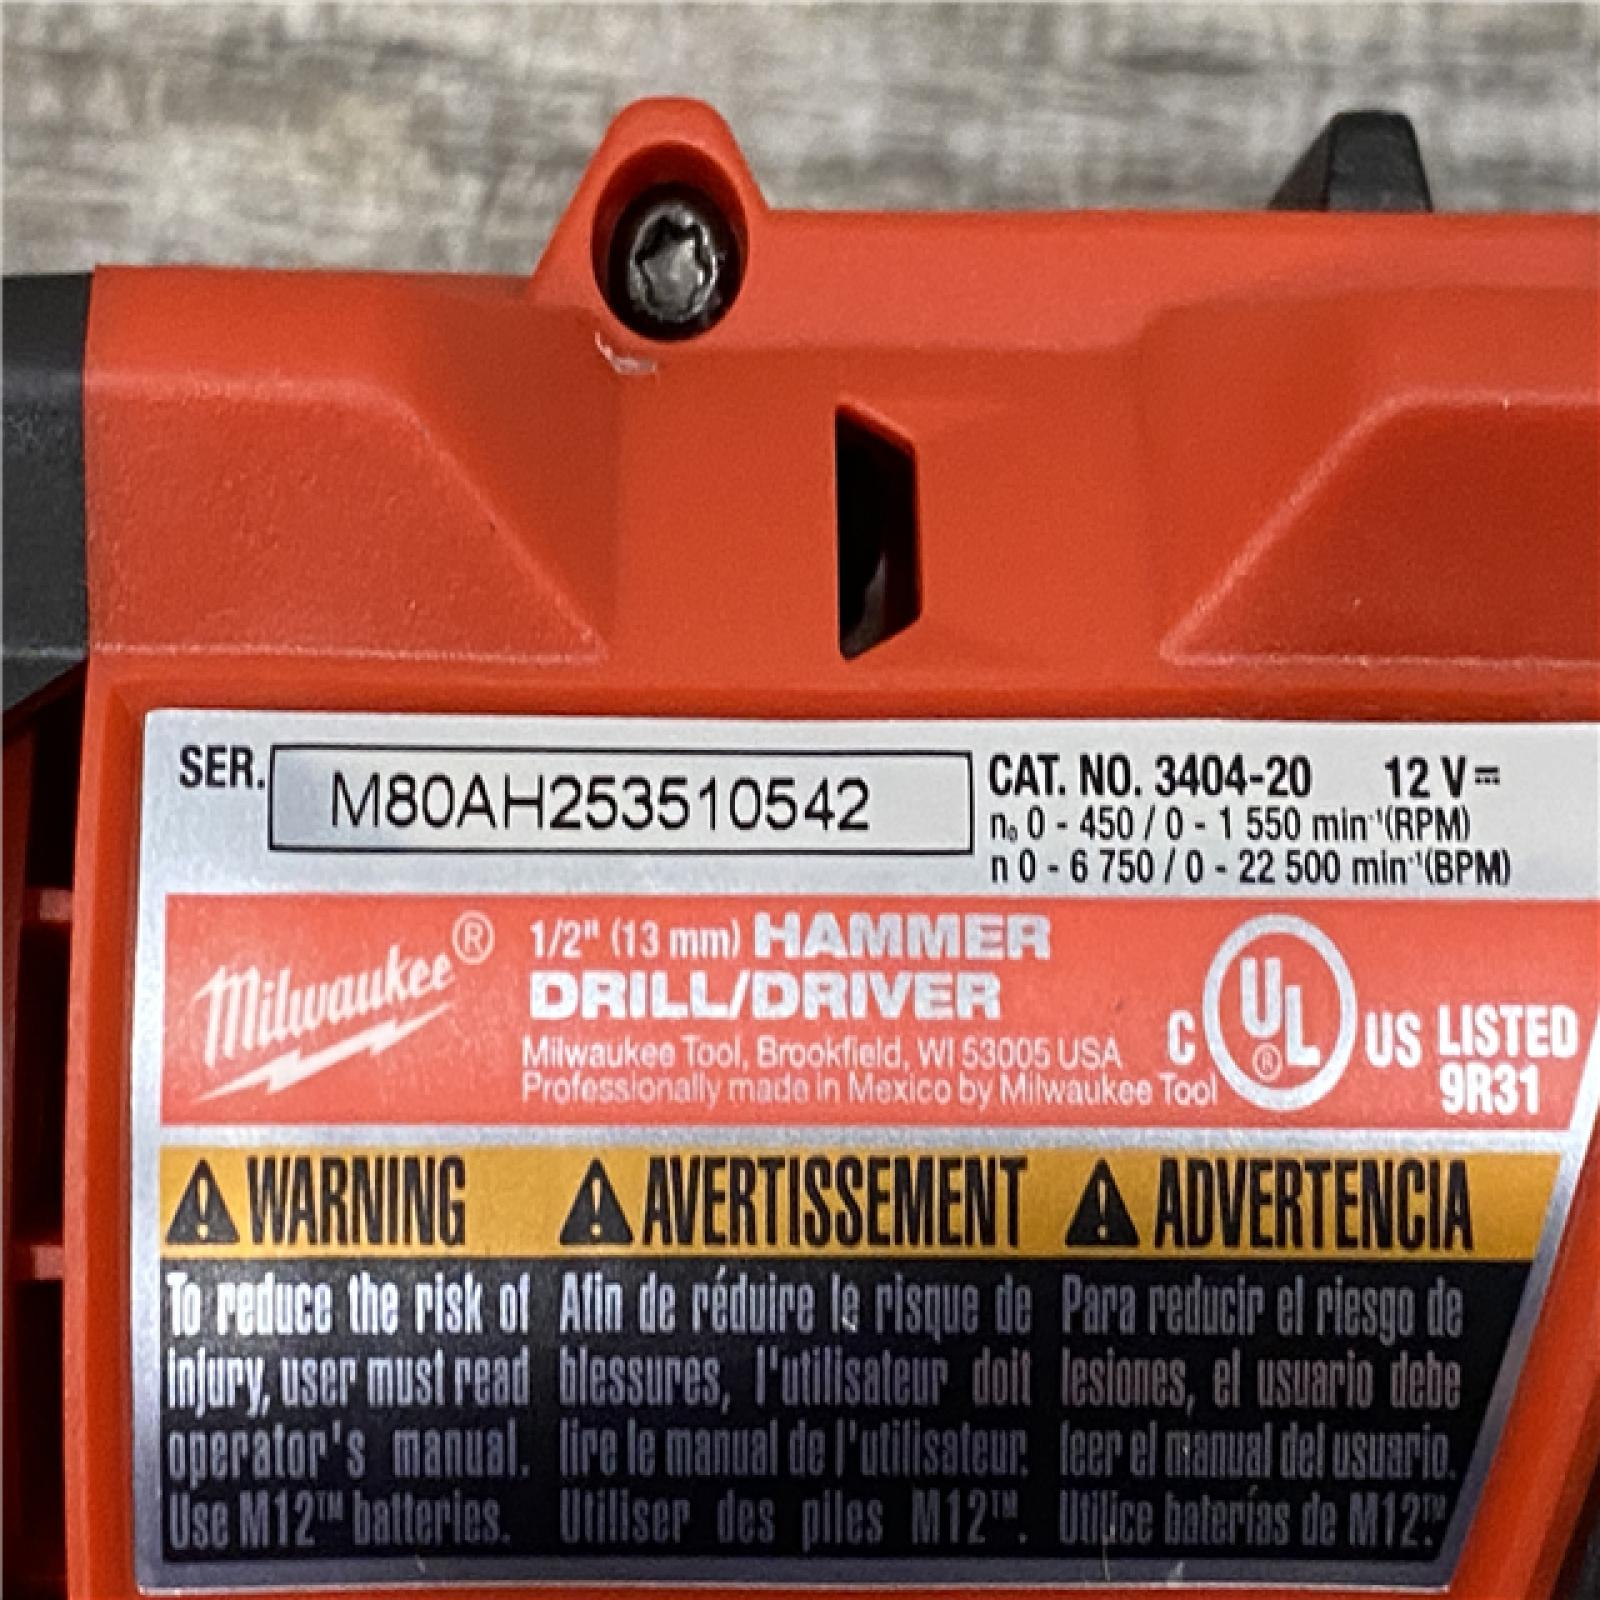 SER. M80AH253510542
CAT. NO. 3404-20 12 V⎓
n₀ 0 - 450 / 0 - 1 550 min⁻¹(RPM)
n 0 - 6 750 / 0 - 22 500 min⁻¹(BPM)
Milwaukee®
1/2" (13 mm) HAMMER
DRILL/DRIVER
Milwaukee Tool, Brookfield, WI 53005 USA
Professionally made in Mexico by Milwaukee Tool
C UL® US LISTED
9R31
⚠ WARNING
To reduce the risk of
injury, user must read
operator's manual.
Use M12™ batteries.
⚠ AVERTISSEMENT
Afin de réduire le risque de
blessures, l'utilisateur doit
lire le manual de l'utilisateur.
Utiliser des piles M12™.
⚠ ADVERTENCIA
Para reducir el riesgo de
lesiones, el usuario debe
leer el manual del usuario.
Utilice baterías de M12™.